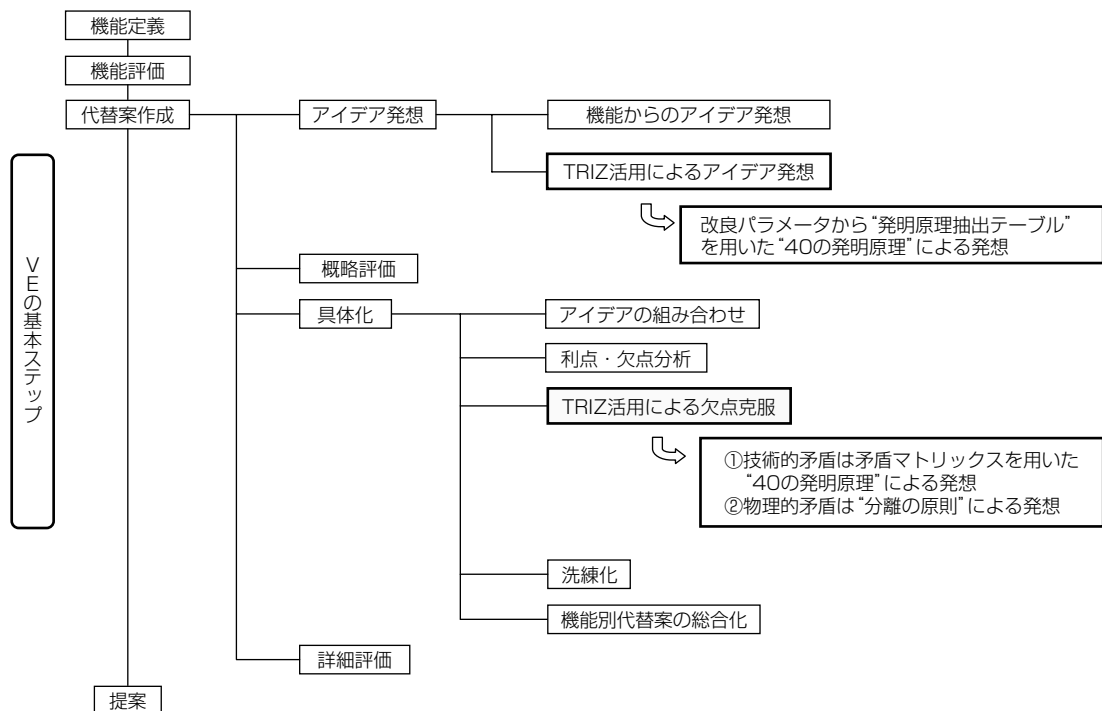 機能定義
機能評価
代替案作成
アイデア発想
機能からのアイデア発想
TRIZ活用によるアイデア発想
改良パラメータから“発明原理抽出テーブル”
を用いた“40の発明原理”による発想
VEの基本ステップ
概略評価
具体化
アイデアの組み合わせ
利点・欠点分析
TRIZ活用による欠点克服
①技術的矛盾は矛盾マトリックスを用いた
“40の発明原理”による発想
②物理的矛盾は“分離の原則”による発想
洗練化
機能別代替案の総合化
詳細評価
提案